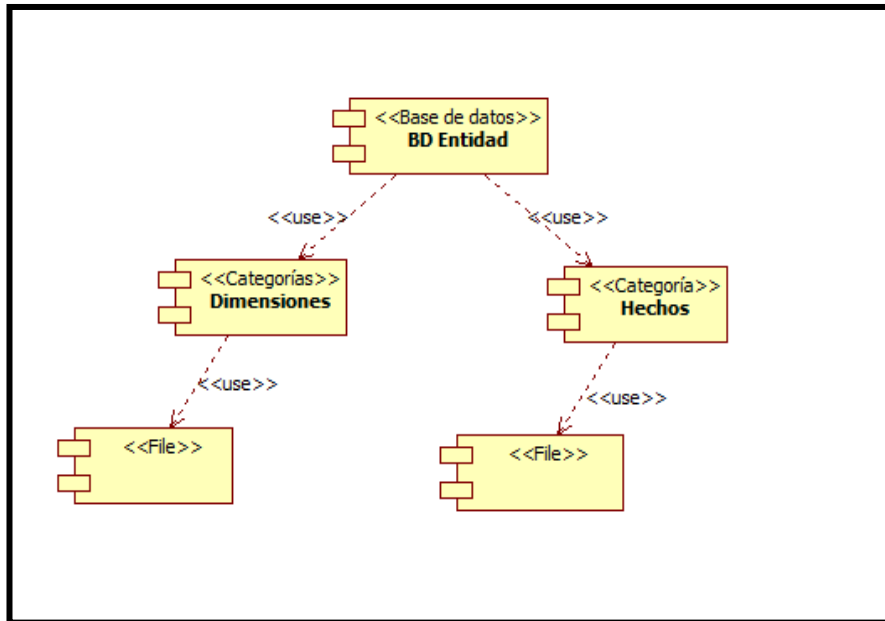 <<Base de datos>>
BD Entidad
<<use>>
<<use>>
<<Categorías>>
Dimensiones
<<Categoría>>
Hechos
<<use>>
<<use>>
<<File>>
<<File>>